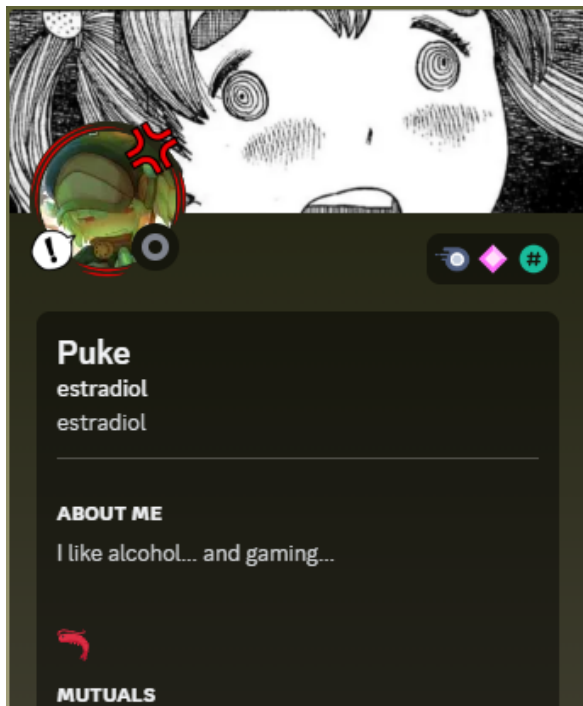 !
#
Puke
estradiol
estradiol
ABOUT ME
I like alcohol... and gaming...
MUTUALS